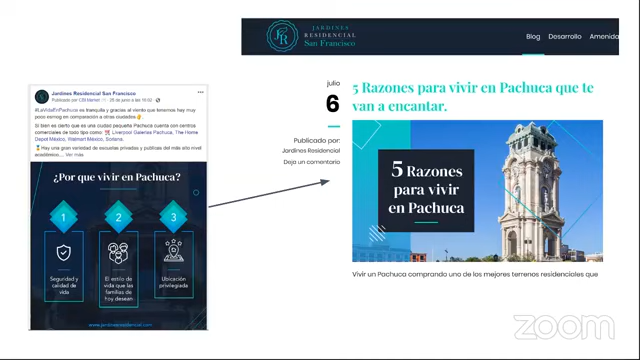 JARDINES
RESIDENCIAL
San Francisco
Blog
Desarrollo
Amenida
Jardines Residencial San Francisco
#LaVidaEnPachuca es tranquila y gracias al viento que tenemos hay muy
poco esmog en comparación a otras ciudades
Si bien es cierto que es una ciudad pequeña Pachuca cuenta con centros
comerciales de todo tipo como: Liverpool Galerías Pachuca, The Home
Depot México, Walmart México, Soriana.
Hay una gran variedad de escuelas privadas y publicas del más alto nivel
académico... Ver más
¿Por que vivir en Pachuca?
1
2
3
Seguridad y
calidad de
vida
El estilo de
vida que las
familias de
hoy desean
Ubicación
privilegiada
www.jardinesresidencial.com
julio
6
Publicado por:
Jardines Residencial
Deja un comentario
5 Razones para vivir en Pachuca que te
van a encantar.
5 Razones
para vivir
en Pachuca
Vivir un Pachuca comprando uno de los mejores terrenos residenciales que
zoom